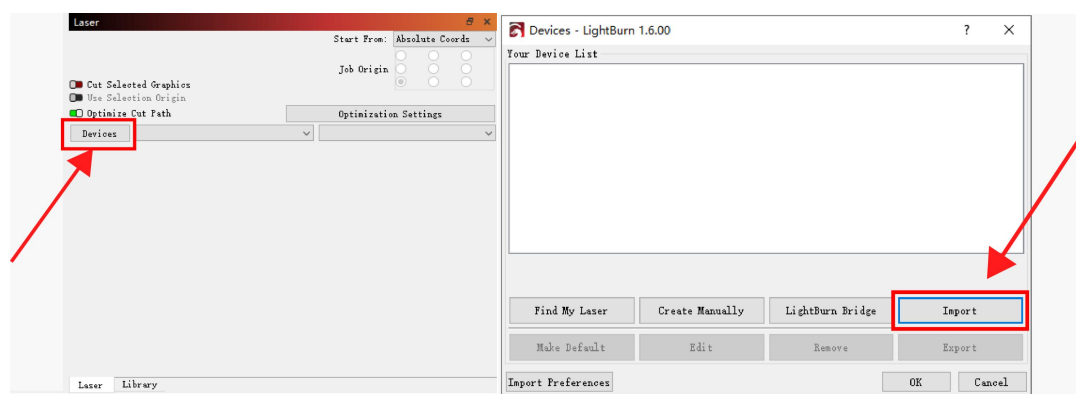 Laser
Start From: Absolute Coords
Job Origin
Cut Selected Graphics
Use Selection Origin
Optimize Cut Path
Optimization Settings
Devices
Laser Library
Devices - LightBurn 1.6.00
Your Device List
Find My Laser Create Manually LightBurn Bridge Import
Make Default Edit Remove Export
Import Preferences OK Cancel